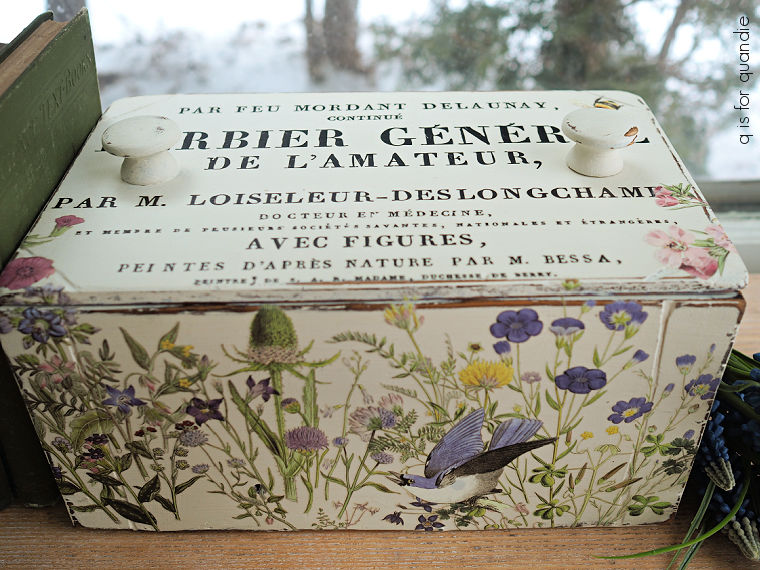 PAR FEU MORDANT DELAUNAY,
CONTINUÉ
RBIER GÉNÉR L
DE L'AMATEUR,
PAR M. LOISELEUR-DESLONGCHAMP
DOCTEUR EN MÉDECINE,
ET MEMBRE DE PLUSIEURS SOCIÉTÉS SAVANTES, NATIONALES ET ÉTRANGÈRES,
AVEC FIGURES,
PEINTES D'APRÈS NATURE PAR M. BESSA,
PEINTRE DE S. A. R. MADAME, DUCHESSE DE BERRY.
q is for quandie